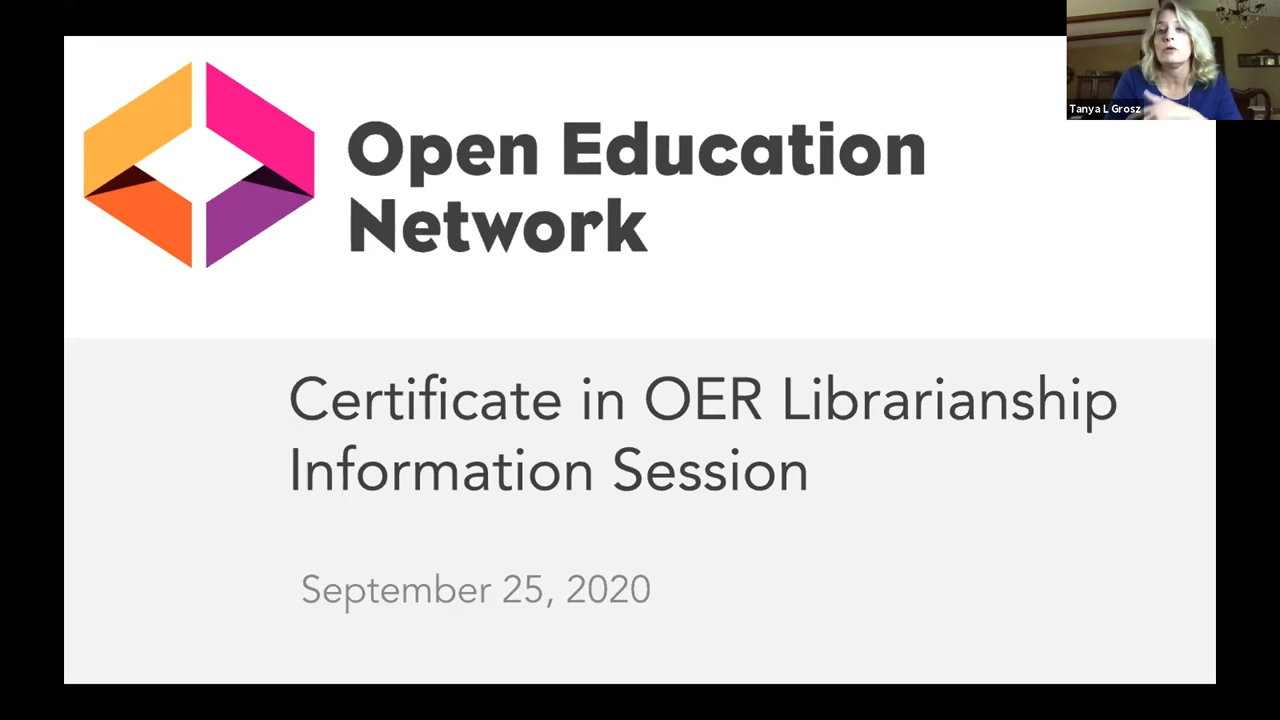 Open Education
Network
Tanya L Grosz
Certificate in OER Librarianship
Information Session
September 25, 2020